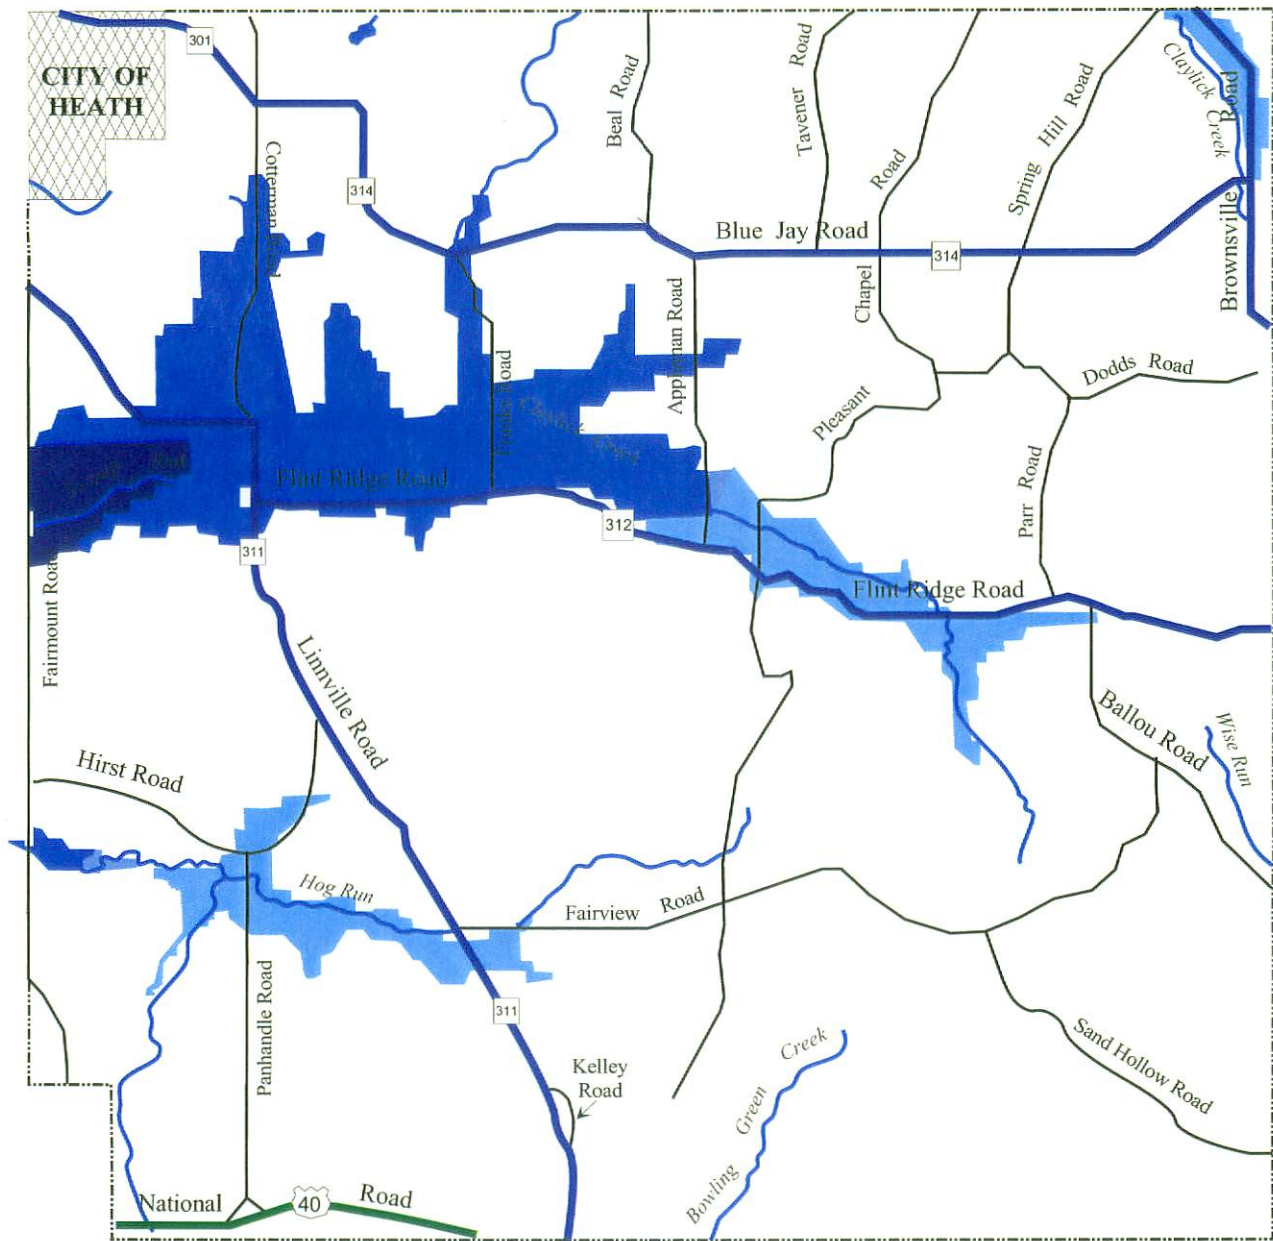 301
CITY OF
HEATH
Claylick Creek
Beal Road
Tavener Road
Road
Spring Hill Road
Cotterman
314
Brownsville Road
Blue Jay Road
314
Chapel
Appleman Road
Dodds Road
Pleasant
Road
Claylick Creek
Flint Ridge Road
Parr Road
312
311
Flint Ridge Road
Fairmount Road
Linnville Road
Ballou Road
Wise Run
Hirst Road
Hog Run
Fairview Road
Panhandle Road
311
Sand Hollow Road
Kelley
Road
Bowling Green Creek
National Road
40